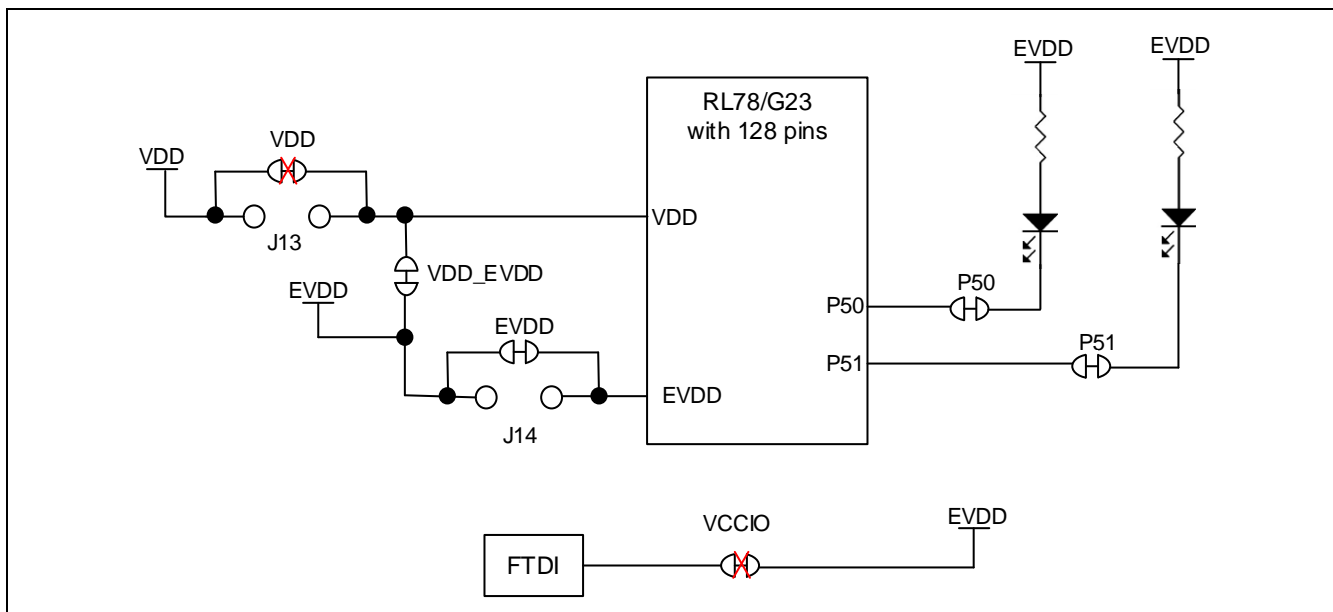 EVDD
EVDD
RL78/G23
with 128 pins
VDD
VDD
VDD
J13
VDD_EVDD
EVDD
P50
P50
EVDD
P51
P51
EVDD
J14
VCCIO
EVDD
FTDI